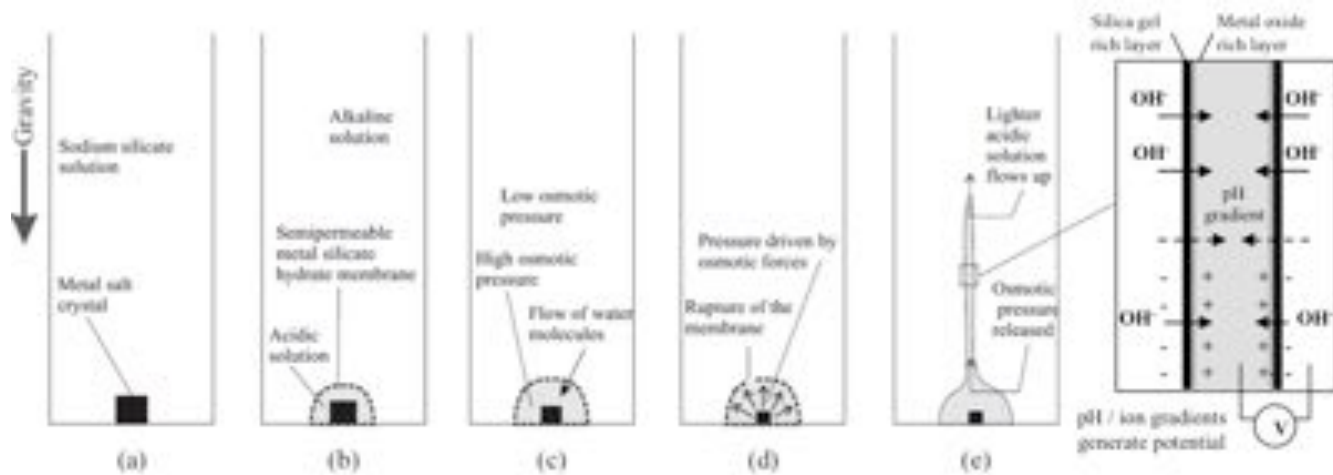 Gravity
Sodium silicate
solution
Metal salt
crystal
(a)
Alkaline
solution
Semipermeable
metal silicate
hydrate membrane
Acidic
solution
(b)
Low osmotic
pressure
High osmotic
pressure
Flow of water
molecules
(c)
Pressure driven by
osmotic forces
Rupture of the
membrane
(d)
Lighter
acidic
solution
flows up
Osmotic
pressure
released
(e)
Silica gel
rich layer
Metal oxide
rich layer
OH⁻ OH⁻
OH⁻ OH⁻
pH
gradient
- + + -
- + + -
OH⁻ OH⁻
- + + -
- + + -
V
pH / ion gradients
generate potential